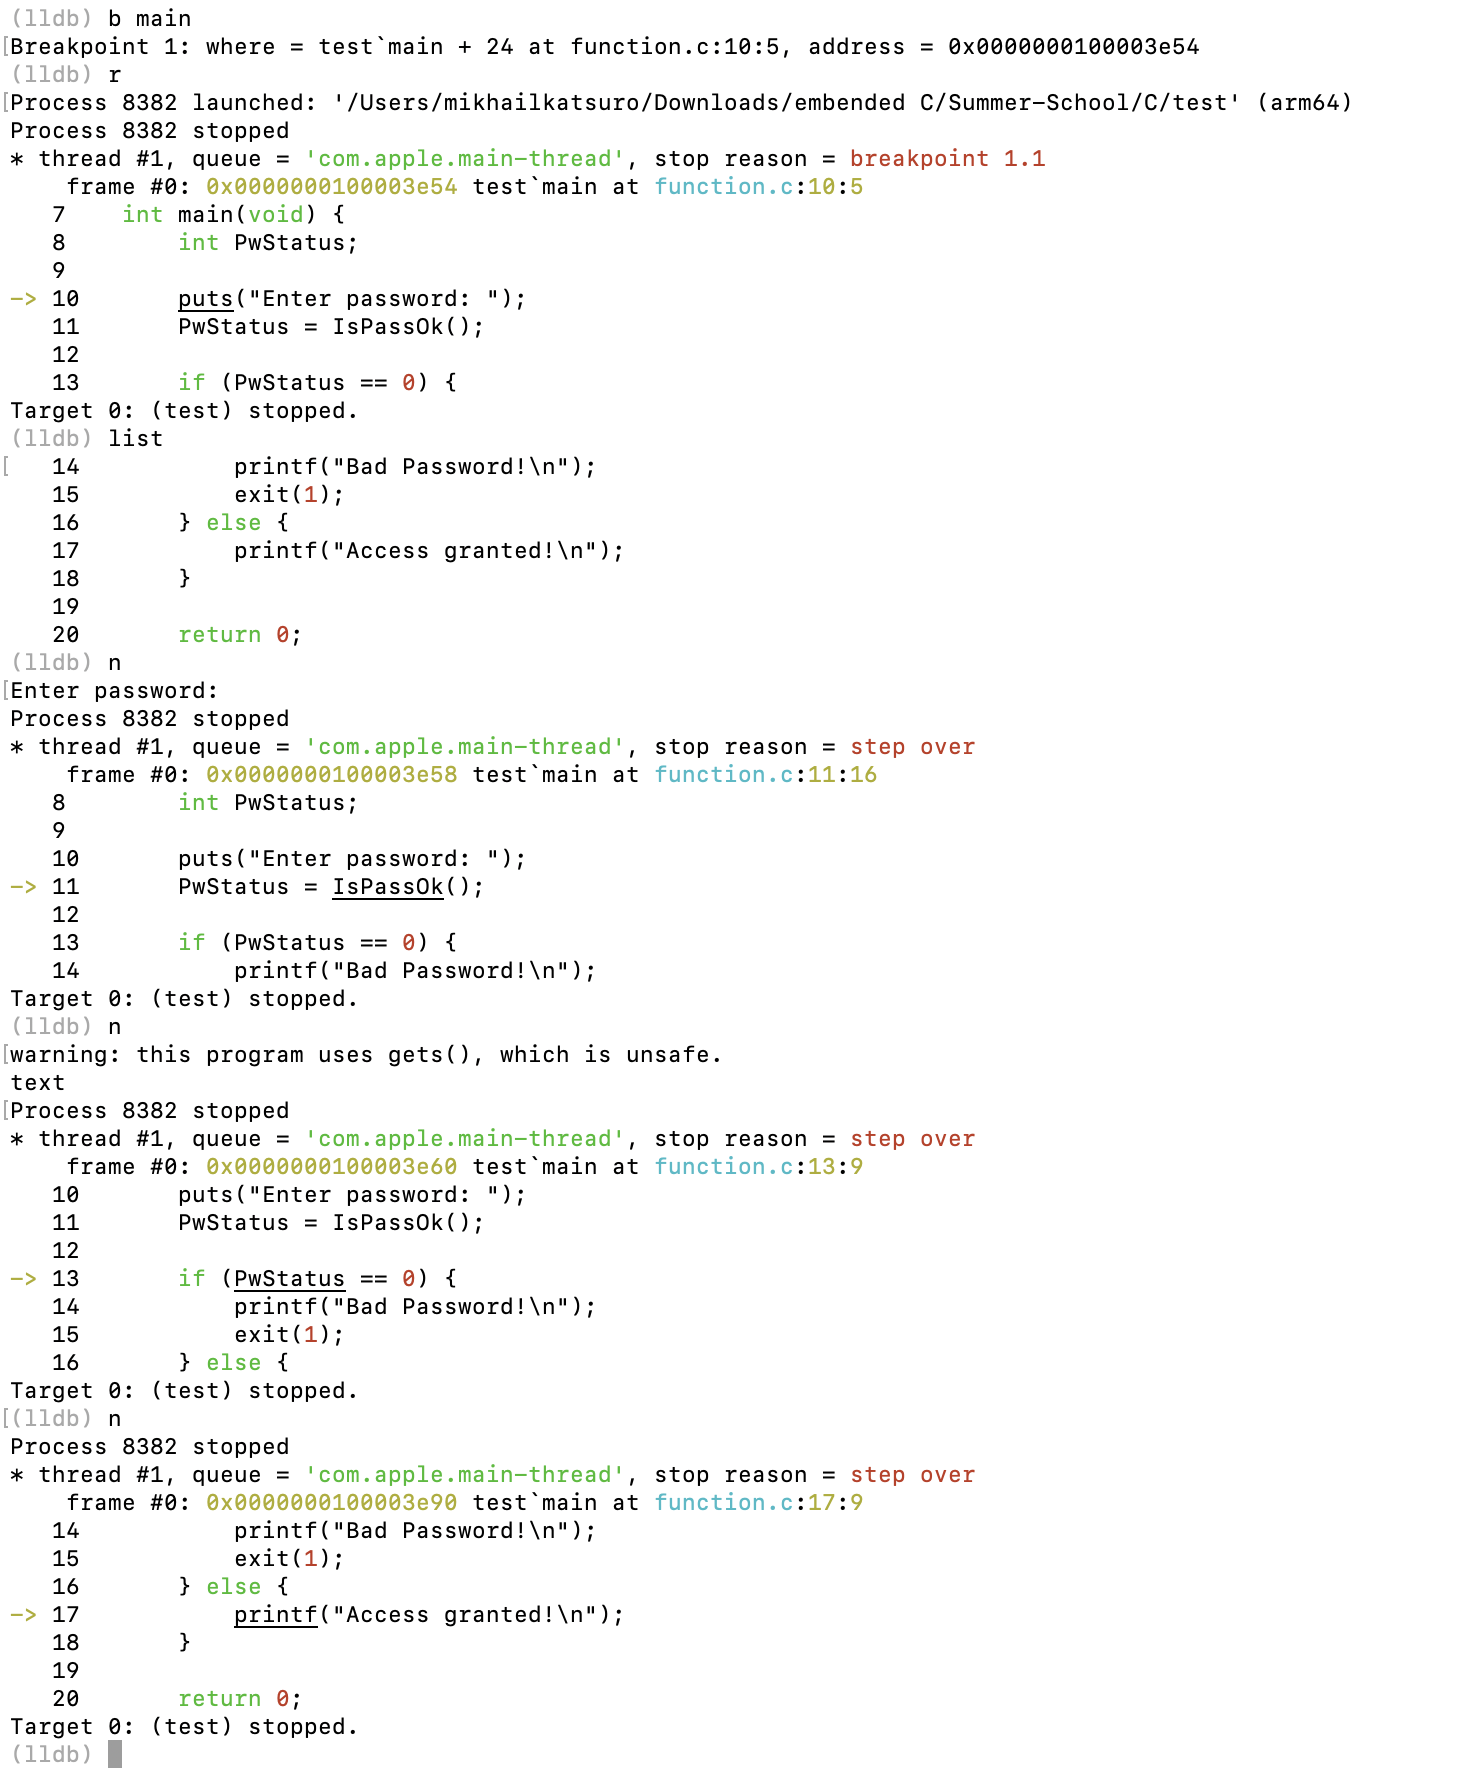 (lldb) b main
[Breakpoint 1: where = test`main + 24 at function.c:10:5, address = 0x0000000100003e54
(lldb) r
[Process 8382 launched: '/Users/mikhailkatsuro/Downloads/embended C/Summer-School/C/test' (arm64)
Process 8382 stopped
* thread #1, queue = 'com.apple.main-thread', stop reason = breakpoint 1.1
    frame #0: 0x0000000100003e54 test`main at function.c:10:5
   7    int main(void) {
   8        int PwStatus;
   9
-> 10       puts("Enter password: ");
   11       PwStatus = IsPassOk();
   12
   13       if (PwStatus == 0) {
Target 0: (test) stopped.
(lldb) list
[  14           printf("Bad Password!\n");
   15           exit(1);
   16       } else {
   17           printf("Access granted!\n");
   18       }
   19
   20       return 0;
(lldb) n
[Enter password:
Process 8382 stopped
* thread #1, queue = 'com.apple.main-thread', stop reason = step over
    frame #0: 0x0000000100003e58 test`main at function.c:11:16
   8        int PwStatus;
   9
   10       puts("Enter password: ");
-> 11       PwStatus = IsPassOk();
   12
   13       if (PwStatus == 0) {
   14           printf("Bad Password!\n");
Target 0: (test) stopped.
(lldb) n
[warning: this program uses gets(), which is unsafe.
text
[Process 8382 stopped
* thread #1, queue = 'com.apple.main-thread', stop reason = step over
    frame #0: 0x0000000100003e60 test`main at function.c:13:9
   10       puts("Enter password: ");
   11       PwStatus = IsPassOk();
   12
-> 13       if (PwStatus == 0) {
   14           printf("Bad Password!\n");
   15           exit(1);
   16       } else {
Target 0: (test) stopped.
[(lldb) n
Process 8382 stopped
* thread #1, queue = 'com.apple.main-thread', stop reason = step over
    frame #0: 0x0000000100003e90 test`main at function.c:17:9
   14           printf("Bad Password!\n");
   15           exit(1);
   16       } else {
-> 17           printf("Access granted!\n");
   18       }
   19
   20       return 0;
Target 0: (test) stopped.
(lldb)